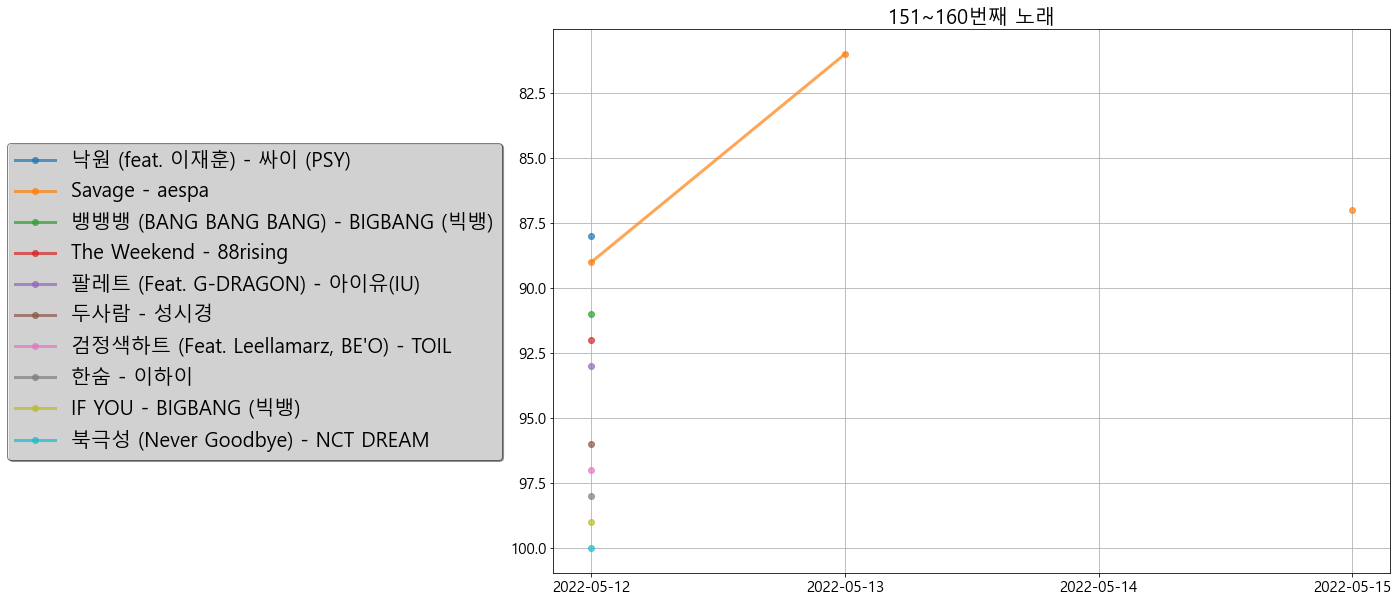 151~160번째 노래
낙원 (feat. 이재훈) - 싸이 (PSY)
Savage - aespa
뱅뱅뱅 (BANG BANG BANG) - BIGBANG (빅뱅)
The Weekend - 88rising
팔레트 (Feat. G-DRAGON) - 아이유(IU)
두사람 - 성시경
검정색하트 (Feat. Leellamarz, BE'O) - TOIL
한숨 - 이하이
IF YOU - BIGBANG (빅뱅)
북극성 (Never Goodbye) - NCT DREAM
82.5
85.0
87.5
90.0
92.5
95.0
97.5
100.0
2022-05-12 2022-05-13 2022-05-14 2022-05-15